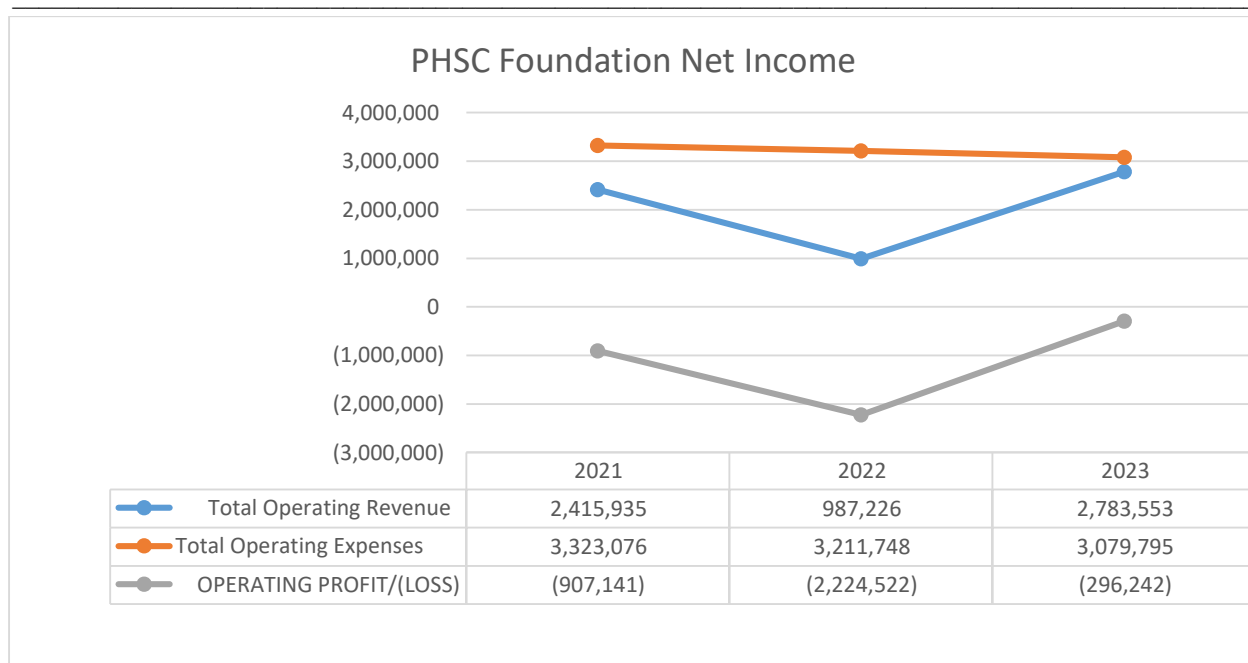 PHSC Foundation Net Income
4,000,000
3,000,000
2,000,000
1,000,000
0
(1,000,000)
(2,000,000)
(3,000,000)
2021 2022 2023
Total Operating Revenue 2,415,935 987,226 2,783,553
Total Operating Expenses 3,323,076 3,211,748 3,079,795
OPERATING PROFIT/(LOSS) (907,141) (2,224,522) (296,242)